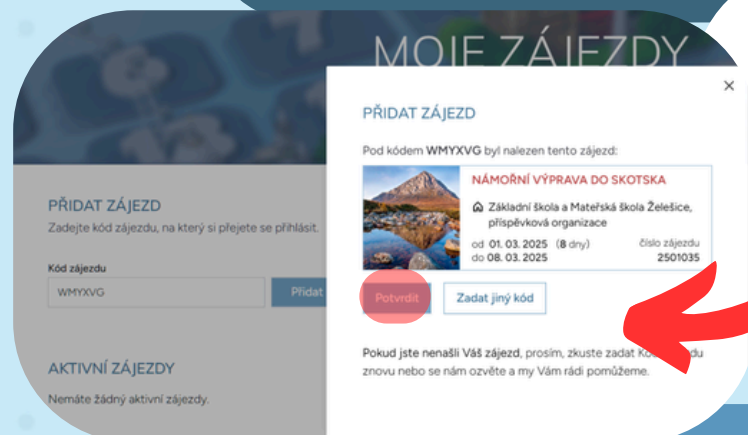 MOJE ZÁJEZDY
PŘIDAT ZÁJEZD
Zadejte kód zájezdu, na který si přejete se přihlásit.
Kód zájezdu
WMYXVG
Přidat
AKTIVNÍ ZÁJEZDY
Nemáte žádný aktivní zájezdy.
×
PŘIDAT ZÁJEZD
Pod kódem WMYXVG byl nalezen tento zájezd:
NÁMOŘNÍ VÝPRAVA DO SKOTSKA
Základní škola a Mateřská škola Želešice,
příspěvková organizace
od 01. 03. 2025 (8 dny) číslo zájezdu
do 08. 03. 2025 2501035
Potvrdit Zadat jiný kód
Pokud jste nenašli Váš zájezd, prosím, zkuste zadat
znovu nebo se nám ozvěte a my Vám rádi pomůžeme.